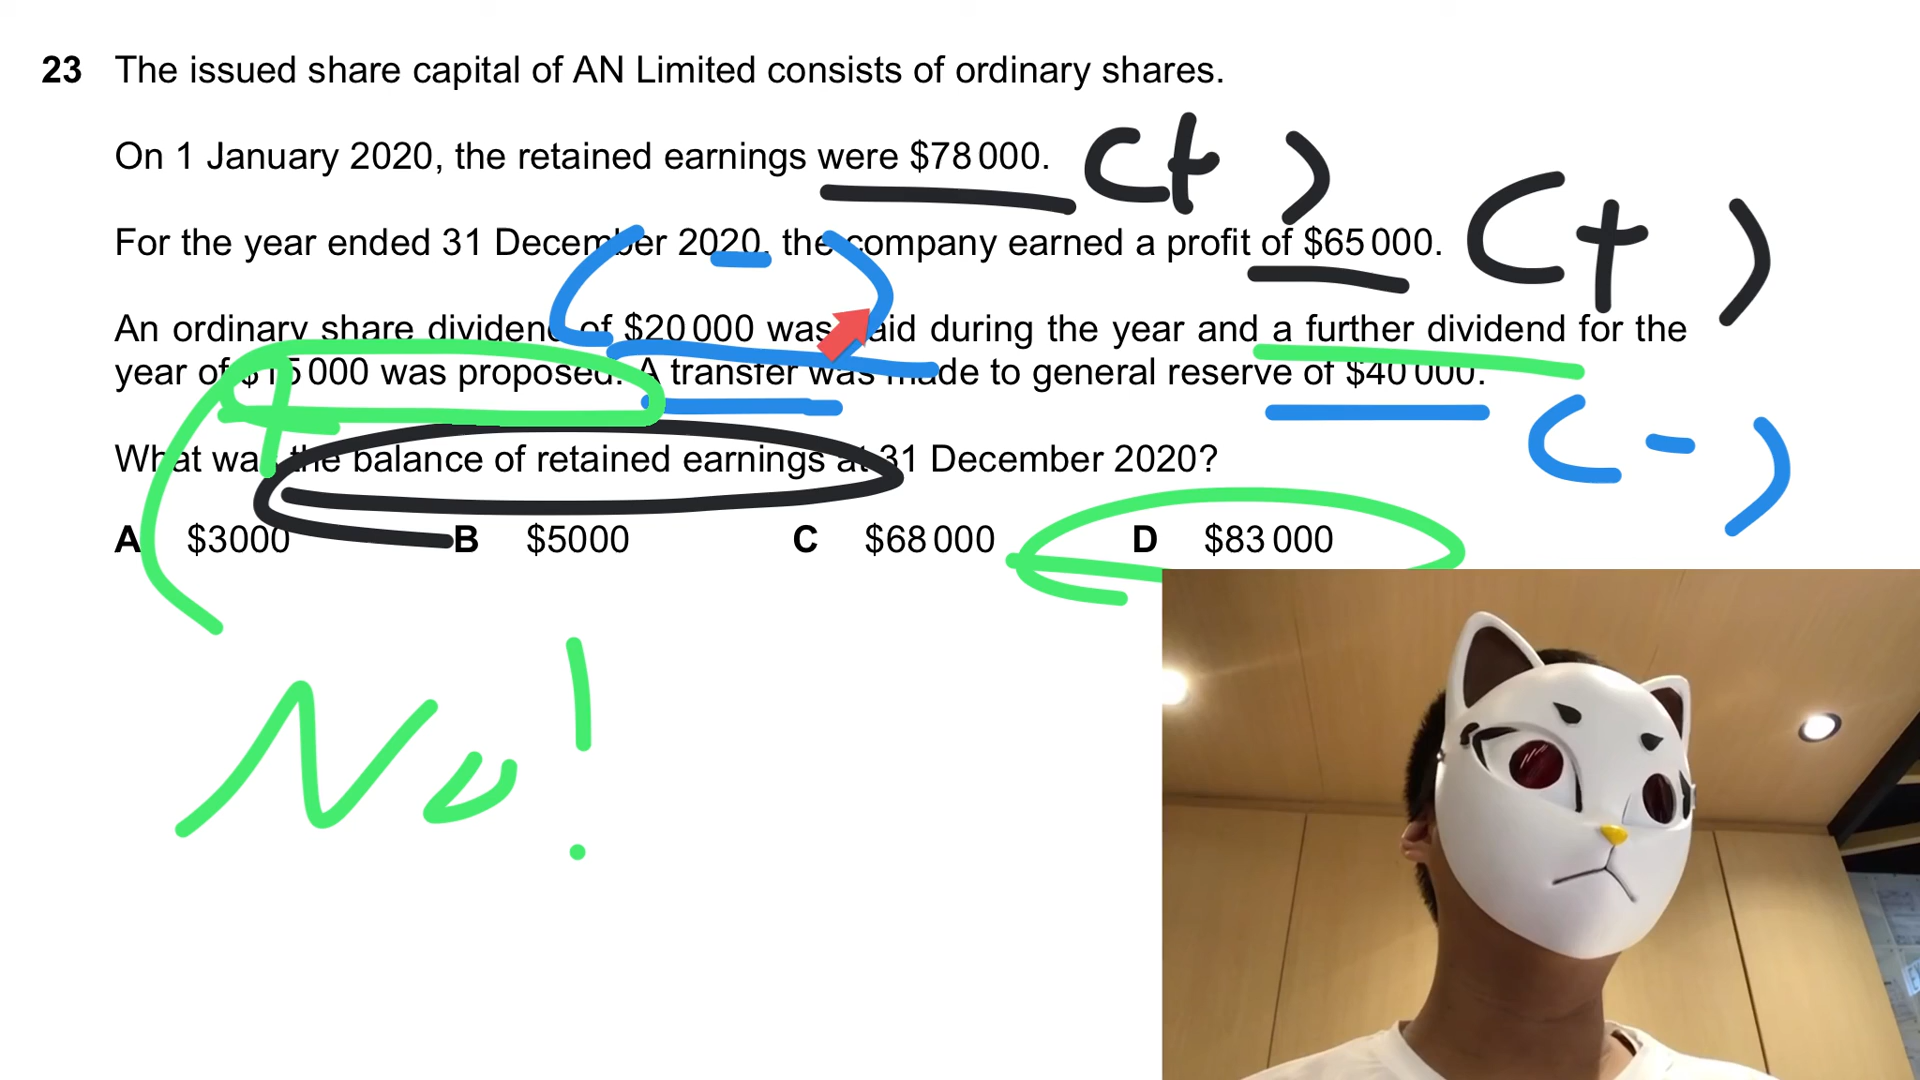 23 The issued share capital of AN Limited consists of ordinary shares.
On 1 January 2020, the retained earnings were $78 000. (+)
For the year ended 31 December 2020, the company earned a profit of $65 000. (+)
(-)
An ordinary share dividend of $20 000 was paid during the year and a further dividend for the
year of $15 000 was proposed. A transfer was made to general reserve of $40 000.
(-)
What was the balance of retained earnings at 31 December 2020?
A $3000 B $5000 C $68 000 D $83 000
No!